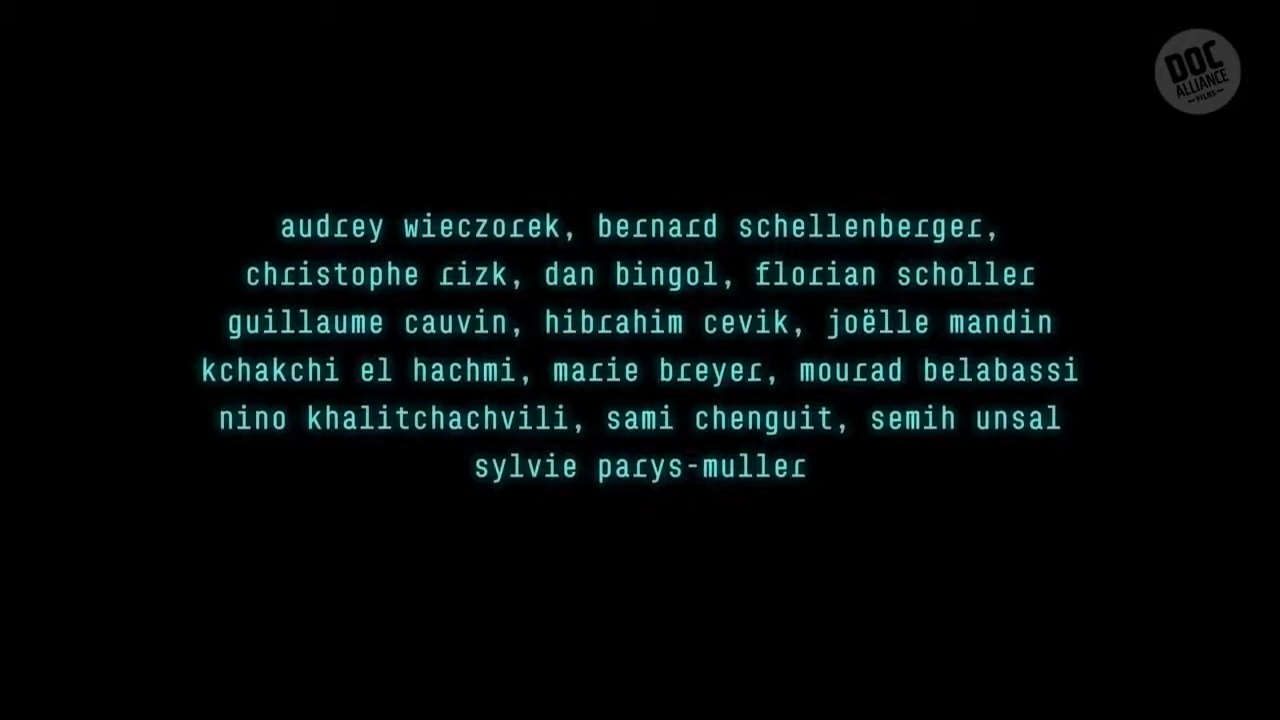 DOC
ALLIANCE
FILMS
audrey wieczorek, bernard schellenberger,
christophe rizk, dan bingol, florian scholler
guillaume cauvin, hibrahim cevik, joëlle mandin
kchakchi el hachmi, marie breyer, mourad belabassi
nino khalitchachvili, sami chenguit, semih unsal
sylvie parys-muller